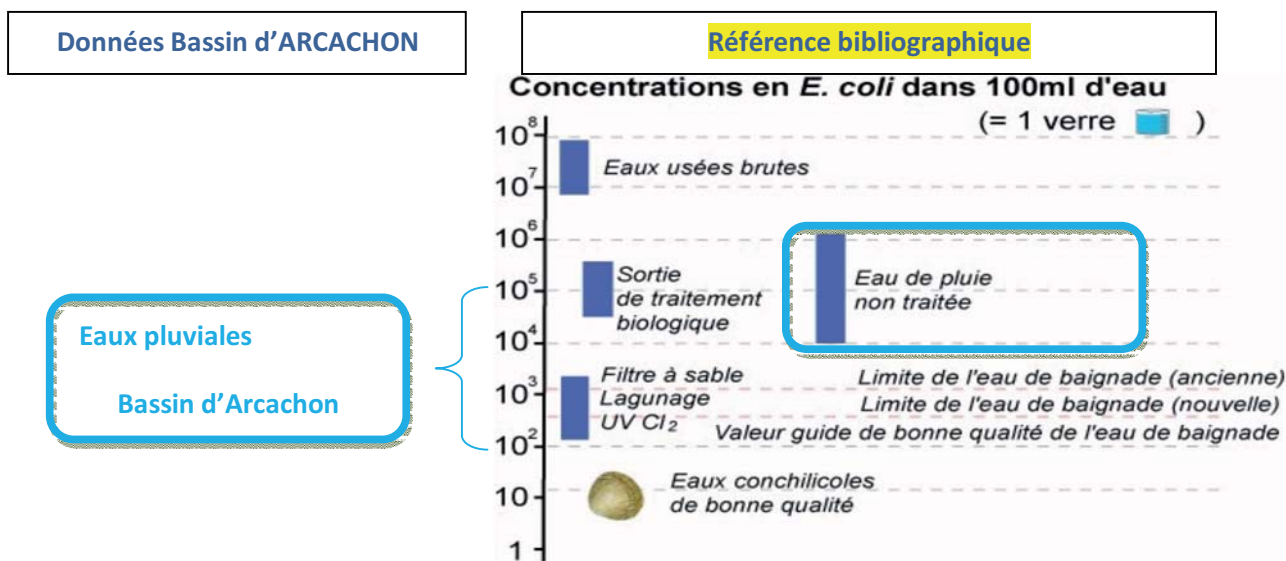 Données Bassin d'ARCACHON
Référence bibliographique
Concentrations en E. coli dans 100ml d'eau
(= 1 verre )
10⁸
Eaux usées brutes
10⁷
10⁶
Sortie
de traitement
biologique
Eau de pluie
non traitée
10⁵
10⁴
Eaux pluviales
Bassin d'Arcachon
Filtre à sable
Lagunage
UV Cl₂
Limite de l'eau de baignade (ancienne)
10³
Limite de l'eau de baignade (nouvelle)
Valeur guide de bonne qualité de l'eau de baignade
10²
Eaux conchilicoles
de bonne qualité
10
1